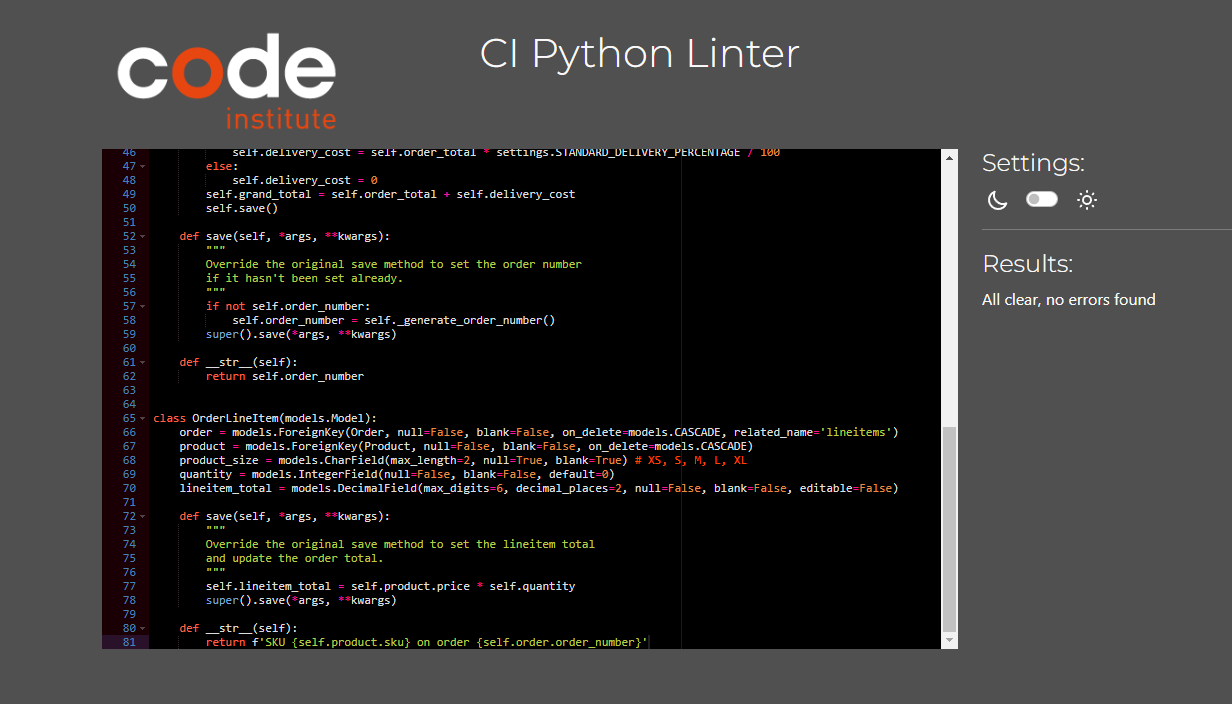 code
institute
CI Python Linter
46 self.delivery_cost = self.order_total * settings.STANDARD_DELIVERY_PERCENTAGE / 100
47 else:
48 self.delivery_cost = 0
49 self.grand_total = self.order_total + self.delivery_cost
50 self.save()
51
52 def save(self, *args, **kwargs):
53 """
54 Override the original save method to set the order number
55 if it hasn't been set already.
56 """
57 if not self.order_number:
58 self.order_number = self._generate_order_number()
59 super().save(*args, **kwargs)
60
61 def __str__(self):
62 return self.order_number
63
64
65 class OrderLineItem(models.Model):
66 order = models.ForeignKey(Order, null=False, blank=False, on_delete=models.CASCADE, related_name='lineitems')
67 product = models.ForeignKey(Product, null=False, blank=False, on_delete=models.CASCADE)
68 product_size = models.CharField(max_length=2, null=True, blank=True) # XS, S, M, L, XL
69 quantity = models.IntegerField(null=False, blank=False, default=0)
70 lineitem_total = models.DecimalField(max_digits=6, decimal_places=2, null=False, blank=False, editable=False)
71
72 def save(self, *args, **kwargs):
73 """
74 Override the original save method to set the lineitem total
75 and update the order total.
76 """
77 self.lineitem_total = self.product.price * self.quantity
78 super().save(*args, **kwargs)
79
80 def __str__(self):
81 return f'SKU {self.product.sku} on order {self.order.order_number}'
Settings:
Results:
All clear, no errors found